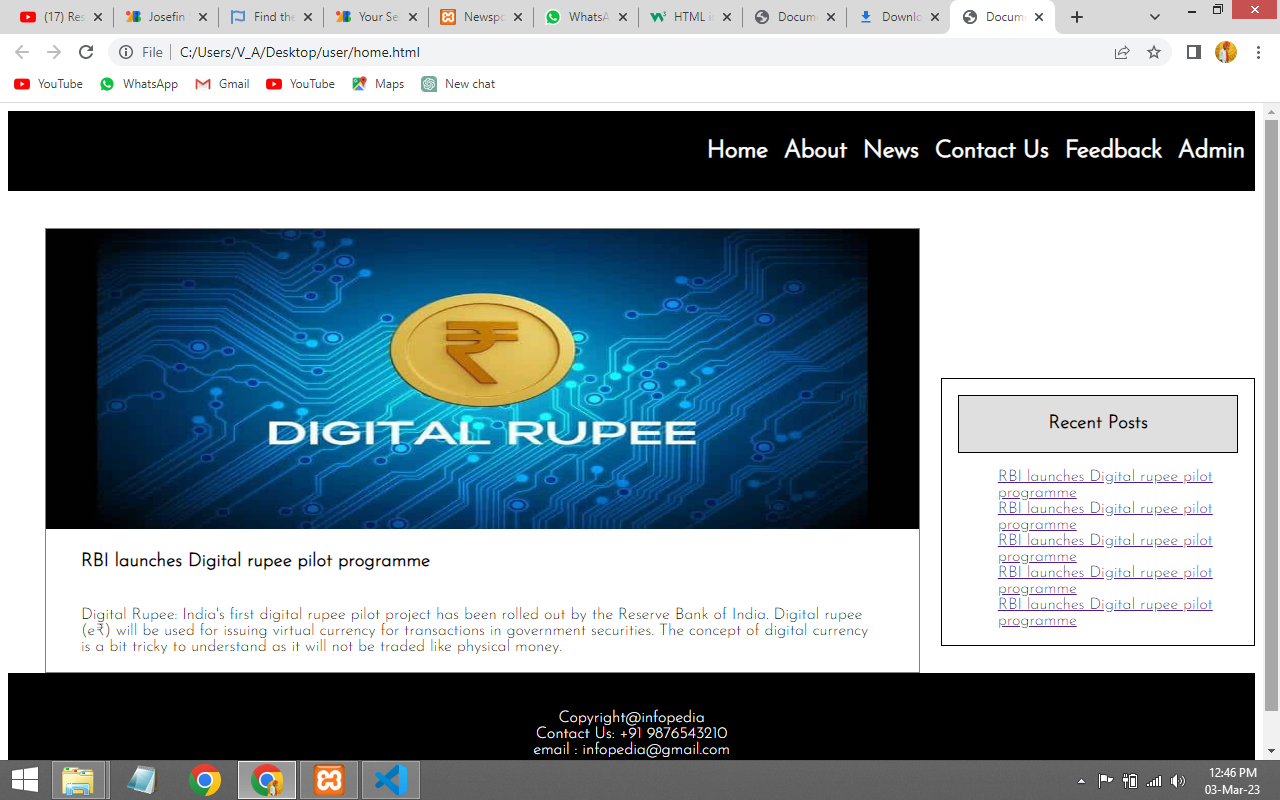 (17) Res
Josefin
Find the
Your Se
Newspo
WhatsA
HTML i
Docum
Downlo
Docum
File
C:/Users/V_A/Desktop/user/home.html
YouTube
WhatsApp
Gmail
YouTube
Maps
New chat
Home About News Contact Us Feedback Admin
DIGITAL RUPEE
RBI launches Digital rupee pilot programme
Digital Rupee: India's first digital rupee pilot project has been rolled out by the Reserve Bank of India. Digital rupee
(e₹) will be used for issuing virtual currency for transactions in government securities. The concept of digital currency
is a bit tricky to understand as it will not be traded like physical money.
Recent Posts
RBI launches Digital rupee pilot
programme
RBI launches Digital rupee pilot
programme
RBI launches Digital rupee pilot
programme
RBI launches Digital rupee pilot
programme
RBI launches Digital rupee pilot
programme
Copyright@infopedia
Contact Us: +91 9876543210
email : infopedia@gmail.com
12:46 PM
03-Mar-23